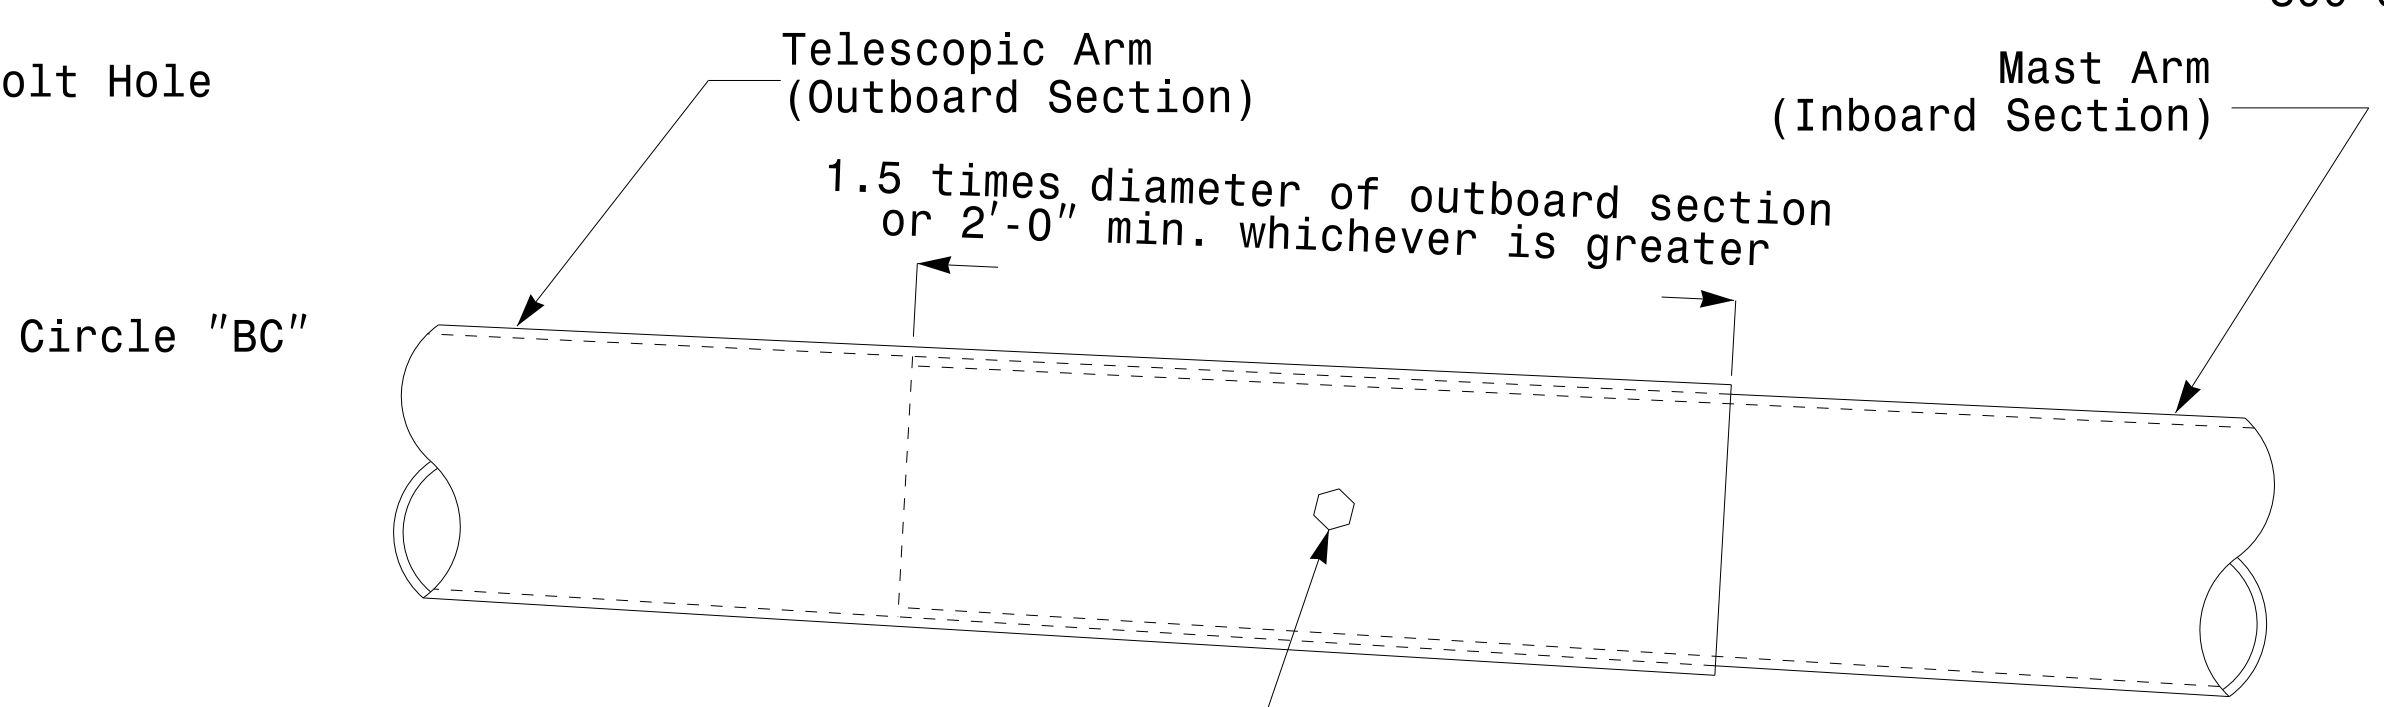 olt Hole
Telescopic Arm
(Outboard Section)
Mast Arm
(Inboard Section)
1.5 times diameter of outboard section
or 2'-0" min. whichever is greater
Circle "BC"